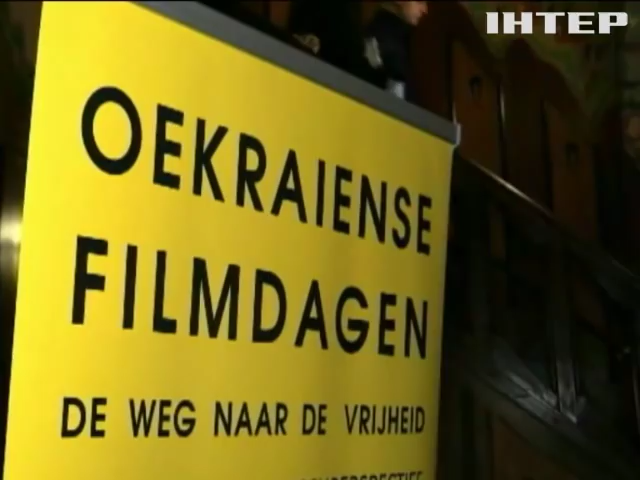 ІНТЕР
OEKRAIENSE
FILMDAGEN
DE WEG NAAR DE VRIJHEID